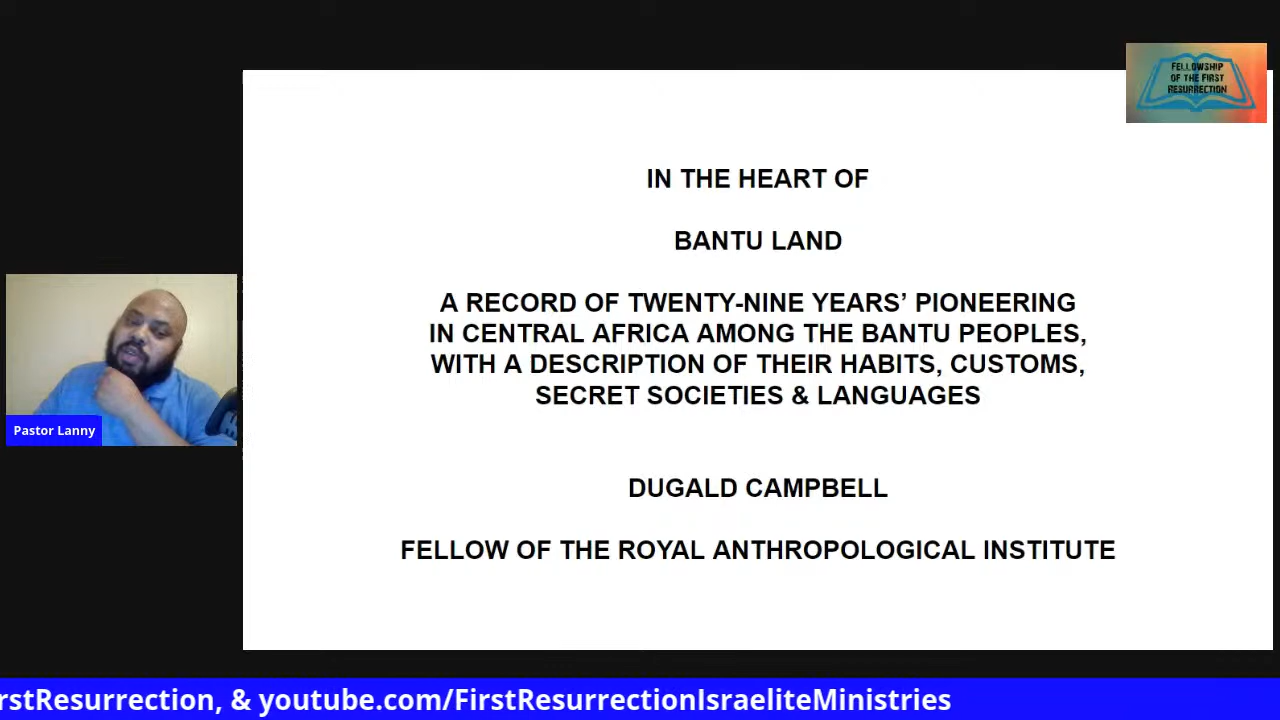 FELLOWSHIP
OF THE FIRST
RESURRECTION
IN THE HEART OF
BANTU LAND
A RECORD OF TWENTY-NINE YEARS’ PIONEERING
IN CENTRAL AFRICA AMONG THE BANTU PEOPLES,
WITH A DESCRIPTION OF THEIR HABITS, CUSTOMS,
SECRET SOCIETIES & LANGUAGES
DUGALD CAMPBELL
FELLOW OF THE ROYAL ANTHROPOLOGICAL INSTITUTE
Pastor Lanny
rstResurrection, & youtube.com/FirstResurrectionIsraeliteMinistries